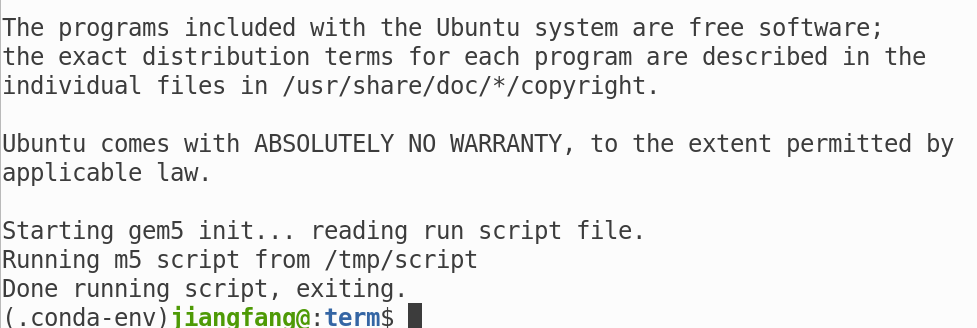 The programs included with the Ubuntu system are free software;
the exact distribution terms for each program are described in the
individual files in /usr/share/doc/*/copyright.
Ubuntu comes with ABSOLUTELY NO WARRANTY, to the extent permitted by
applicable law.
Starting gem5 init... reading run script file.
Running m5 script from /tmp/script
Done running script, exiting.
(.conda-env)jiangfang@:term$